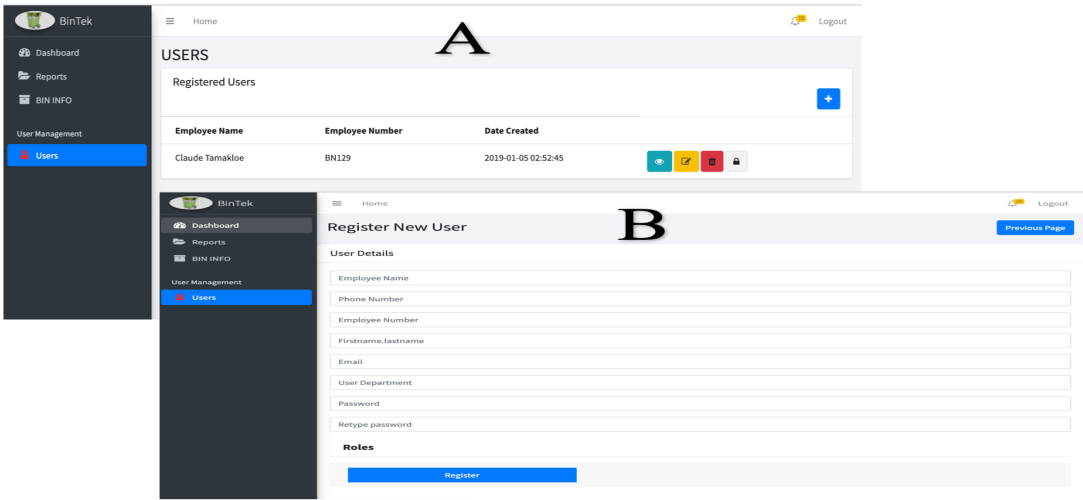 BinTek
Home
15
Logout
A
Dashboard
Reports
BIN INFO
User Management
Users
USERS
Registered Users
+
Employee Name Employee Number Date Created
Claude Tamakloe BN129 2019-01-05 02:52:45
BinTek
Home
Logout
B
Dashboard
Reports
BIN INFO
User Management
Users
Register New User
Previous Page
User Details
Employee Name
Phone Number
Employee Number
Firstname.lastname
Email
User Department
Password
Retype password
Roles
Register